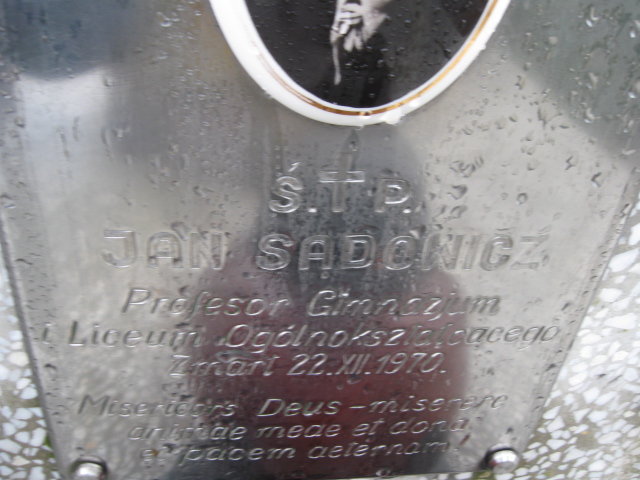 Ś.†P.
JAN SADOWICZ
Profesor Gimnazjum
i Liceum Ogólnokształcącego
Zmarł 22.XII.1970.
Misericors Deus-miserere
animae meae et dona
ei pacem aeternam